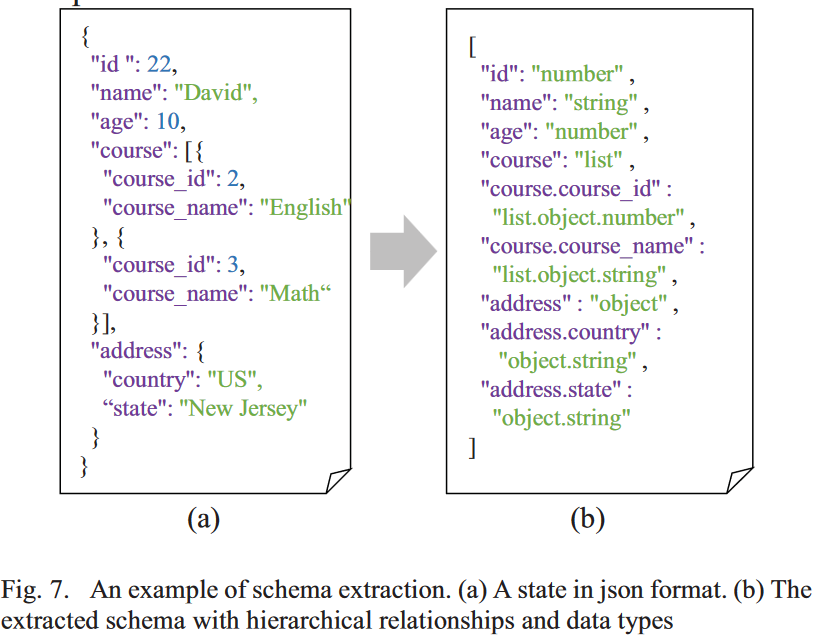 {
"id ": 22,
"name": "David",
"age": 10,
"course": [{
"course_id": 2,
"course_name": "English"
}, {
"course_id": 3,
"course_name": "Math“
}],
"address": {
"country": "US",
“state": "New Jersey"
}
}
(a)
[
"id": "number" ,
"name": "string" ,
"age": "number" ,
"course": "list" ,
"course.course_id" :
"list.object.number" ,
"course.course_name" :
"list.object.string" ,
"address" : "object" ,
"address.country" :
"object.string" ,
"address.state" :
"object.string"
]
(b)
Fig. 7. An example of schema extraction. (a) A state in json format. (b) The
extracted schema with hierarchical relationships and data types